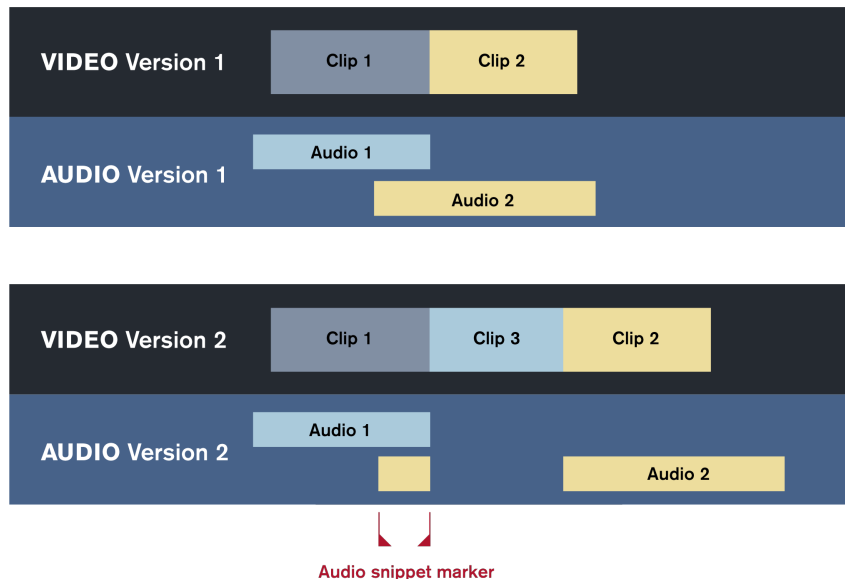 VIDEO Version 1
Clip 1
Clip 2
AUDIO Version 1
Audio 1
Audio 2
VIDEO Version 2
Clip 1
Clip 3
Clip 2
AUDIO Version 2
Audio 1
Audio 2
Audio snippet marker